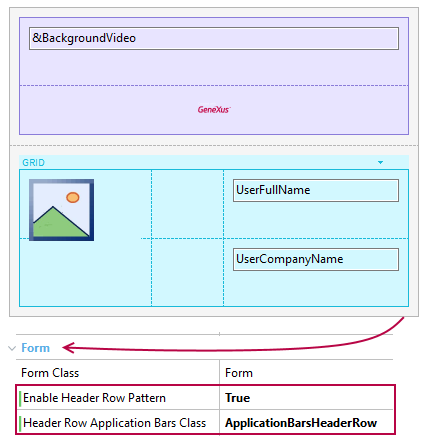 &BackgroundVideo
GeneXus
GRID
UserFullName
UserCompanyName
Form
Form Class Form
Enable Header Row Pattern True
Header Row Application Bars Class ApplicationBarsHeaderRow